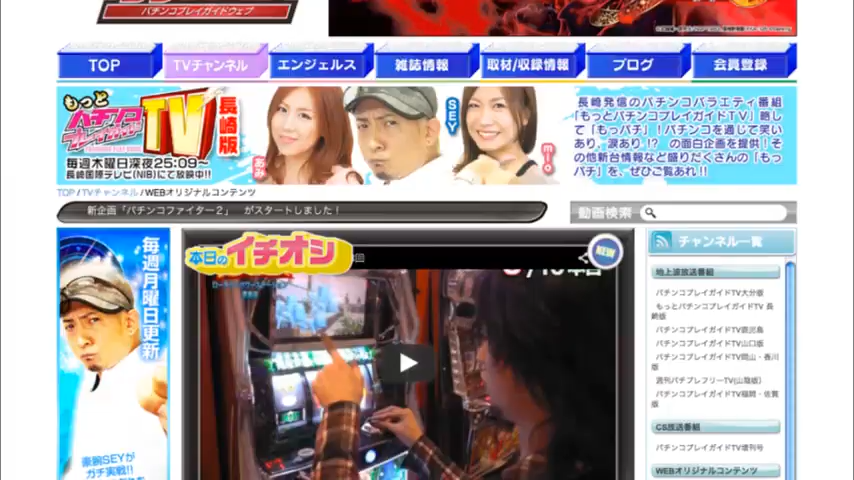 パチンコプレイガイドウェブ
TOP
TVチャンネル
エンジェルス
雑誌情報
取材/収録情報
ブログ
会員登録
もっと
パチンコ
プレイガイド
TV
長崎版
毎週木曜日深夜25:09～
長崎国際テレビ(NIB)にて放映中!!
あみ
SEY
mio
長崎発信のパチンコバラエティ番組
「もっとパチンコプレイガイドTV」略し
て「もっパチ」！パチンコを通じて笑い
あり、涙あり!?　の面白企画を提供！そ
の他新台情報など盛りだくさんの「もっ
パチ」を、ぜひご覧あれ!!
TOP / TVチャンネル / WEBオリジナルコンテンツ
新企画「パチンコファイター２」　がスタートしました！
動画検索
毎週月曜日更新
楽腕SEYが
ガチ実戦!!
本日のイチオシ
チャンネル一覧
地上波放送番組
パチンコプレイガイドTV大分版
もっとパチンコプレイガイドTV 長
崎版
パチンコプレイガイドTV鹿児島
パチンコプレイガイドTV山口版
パチンコプレイガイドTV岡山・香川
版
週刊パチプレフリーTV(山陰版)
パチンコプレイガイドTV福岡・佐賀
版
CS放送番組
パチンコプレイガイドTV増刊号
WEBオリジナルコンテンツ